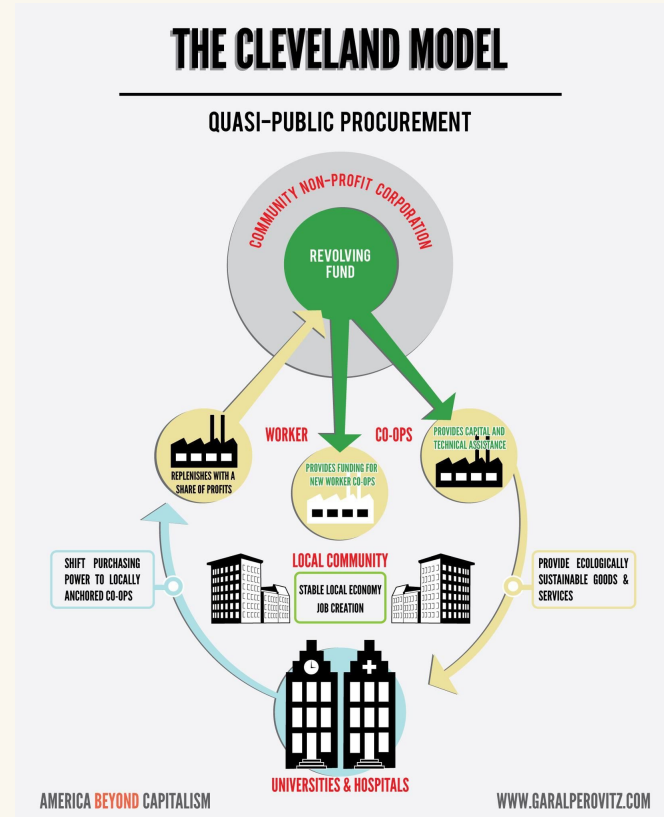 THE CLEVELAND MODEL
QUASI-PUBLIC PROCUREMENT
COMMUNITY NON-PROFIT CORPORATION
REVOLVING
FUND
WORKER CO-OPS
REPLENISHES WITH A
SHARE OF PROFITS
PROVIDES FUNDING FOR
NEW WORKER CO-OPS
PROVIDES CAPITAL AND
TECHNICAL ASSISTANCE
SHIFT PURCHASING
POWER TO LOCALLY
ANCHORED CO-OPS
LOCAL COMMUNITY
STABLE LOCAL ECONOMY
JOB CREATION
PROVIDE ECOLOGICALLY
SUSTAINABLE GOODS &
SERVICES
UNIVERSITIES & HOSPITALS
AMERICA BEYOND CAPITALISM
WWW.GARALPEROVITZ.COM